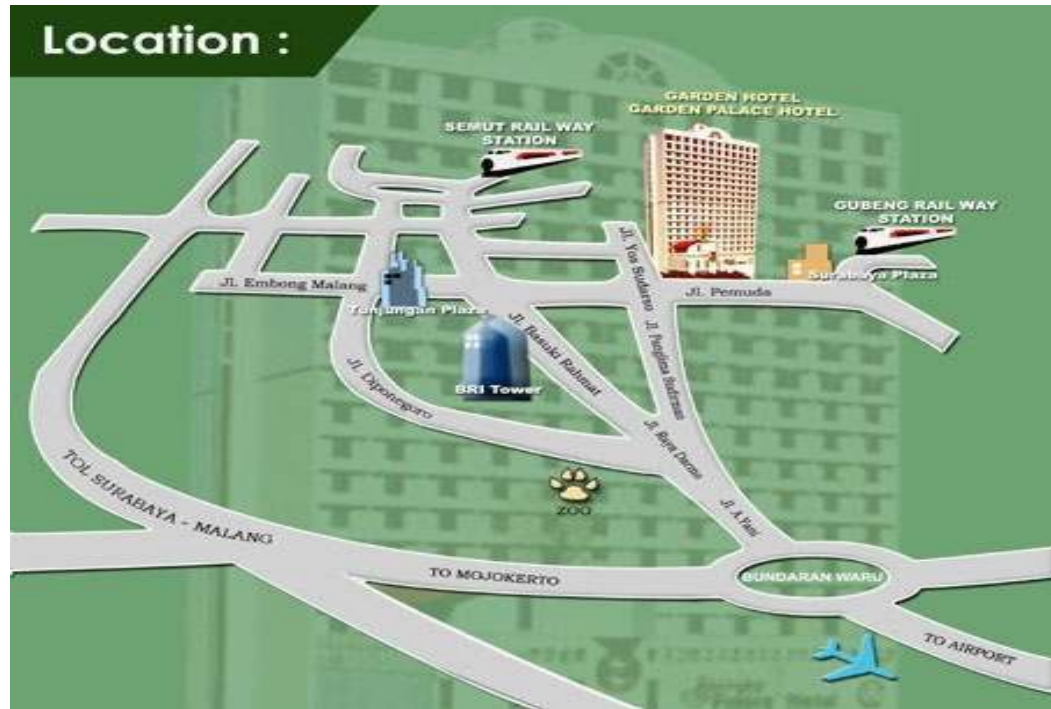 Location :
GARDEN HOTEL
GARDEN PALACE HOTEL
SEMUT RAIL WAY
STATION
GUBENG RAIL WAY
STATION
Jl. Yos Sudarso
Surabaya Plaza
Jl. Embong Malang
Jl. Pemuda
Tunjungan Plaza
Jl. Basuki Rahmat
Jl. Panglima Sudirman
Jl. Diponegoro
BRI Tower
Jl. Raya Darmo
TOL SURABAYA - MALANG
ZOO
Jl. A.Yani
TO MOJOKERTO
BUNDARAN WARU
TO AIRPORT